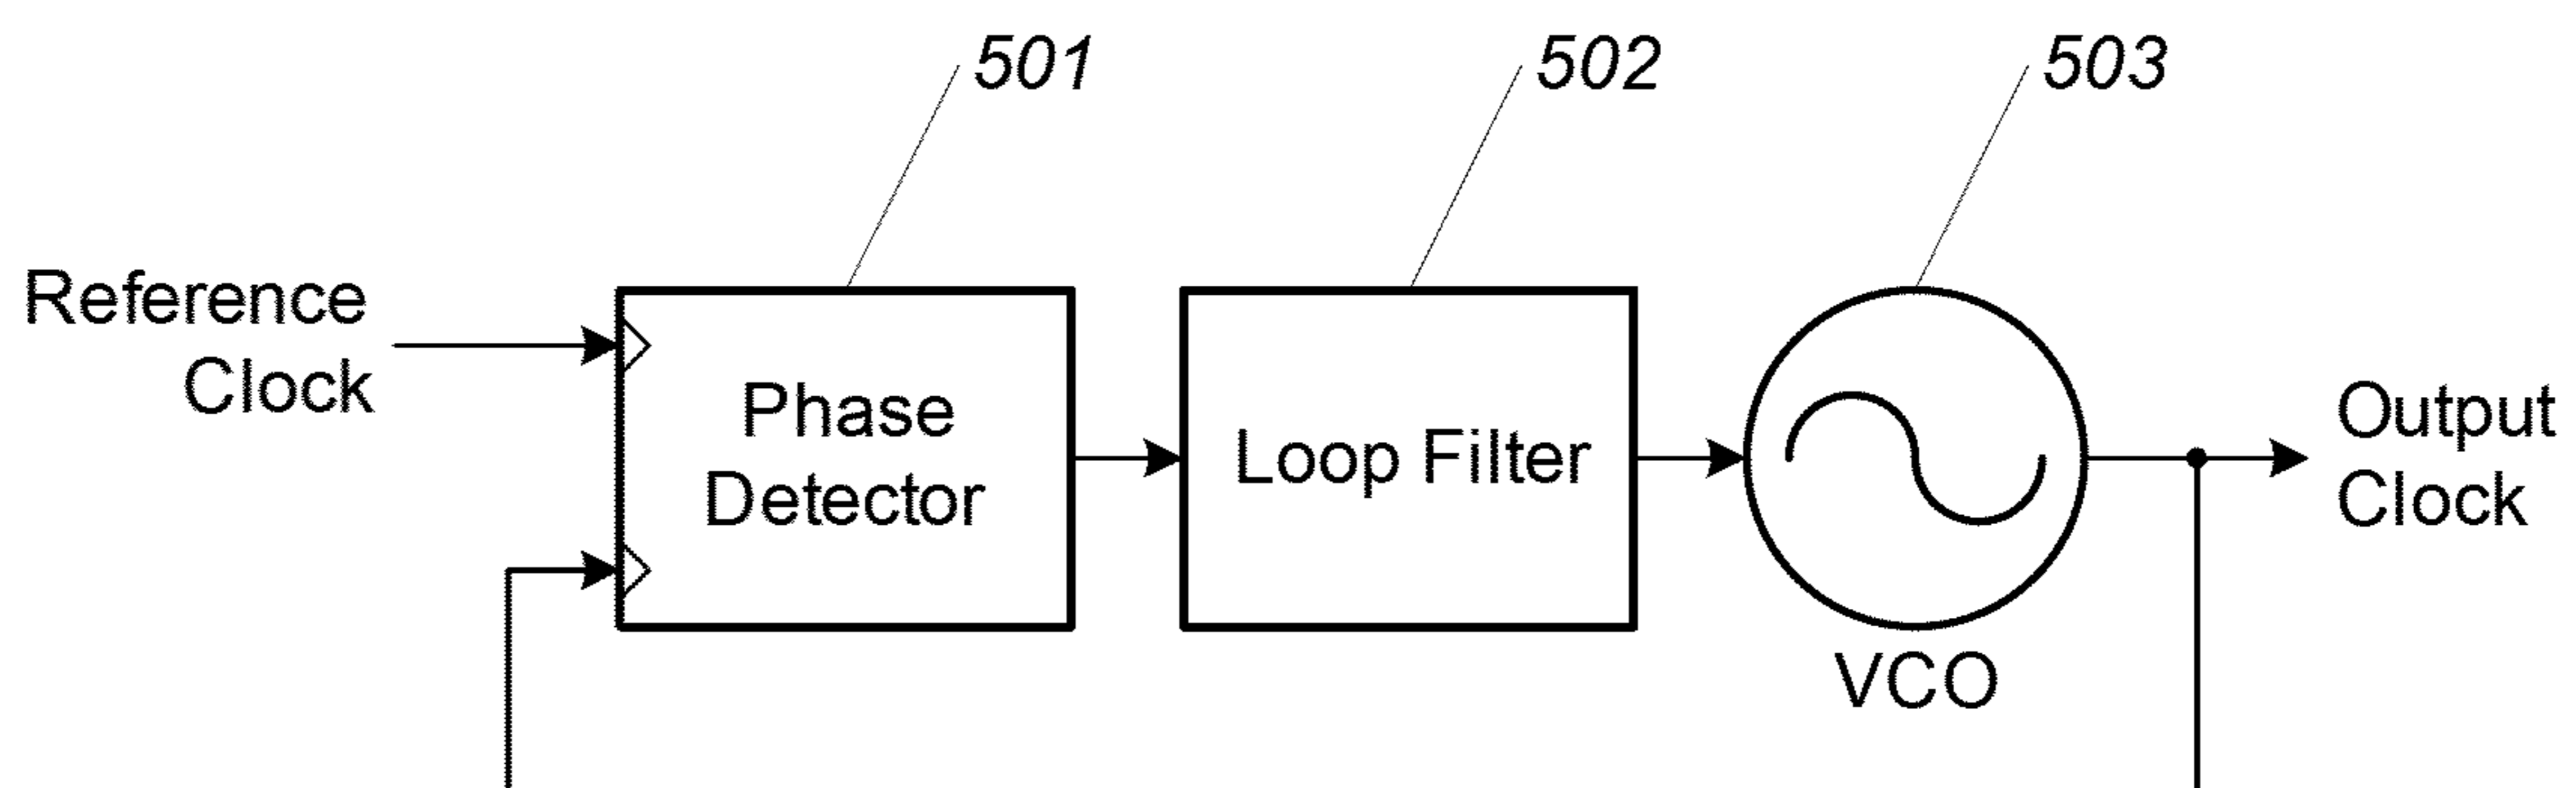 501
502
503
Reference
Clock
Phase
Detector
Loop Filter
VCO
Output
Clock